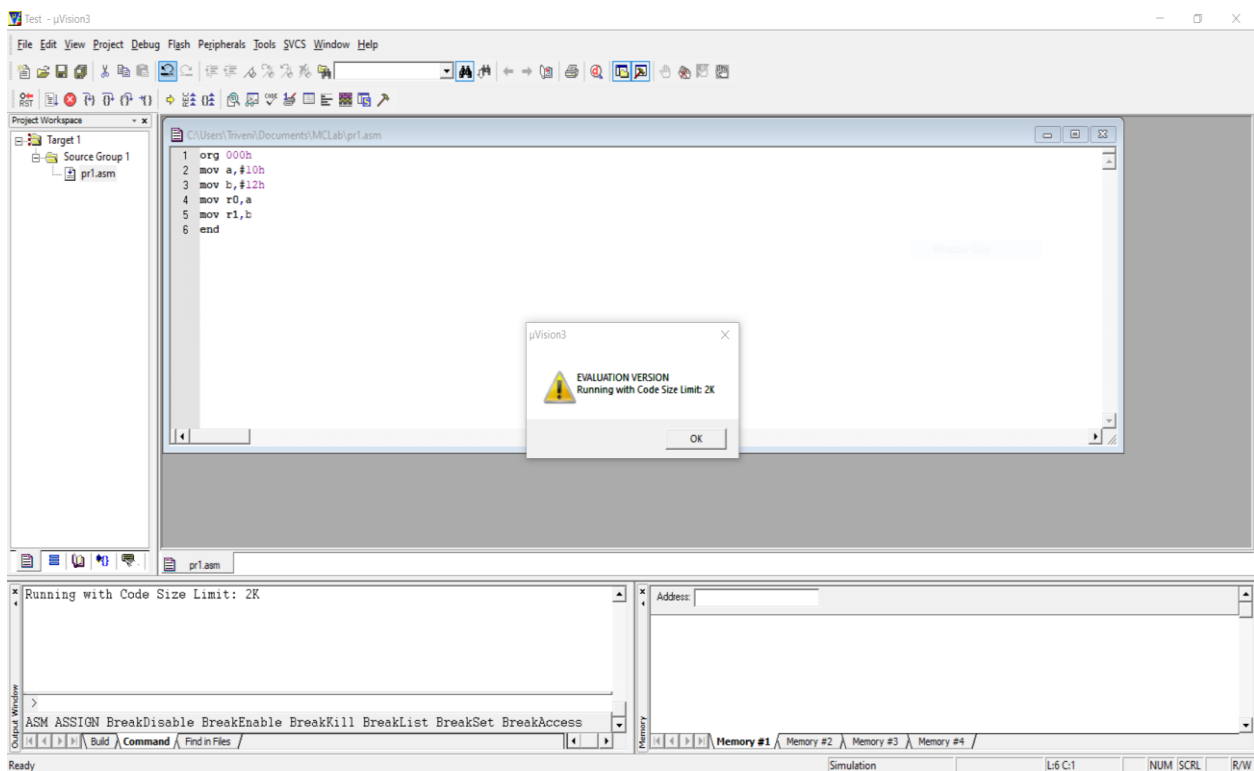 Test - µVision3
File Edit View Project Debug Flash Peripherals Tools SVCS Window Help
RST
Project Workspace
Target 1
Source Group 1
pr1.asm
C:\Users\Triveni\Documents\MCLab\pr1.asm
1 org 000h
2 mov a,#10h
3 mov b,#12h
4 mov r0,a
5 mov r1,b
6 end
µVision3
EVALUATION VERSION
Running with Code Size Limit: 2K
OK
pr1.asm
Running with Code Size Limit: 2K
>
ASM ASSIGN BreakDisable BreakEnable BreakKill BreakList BreakSet BreakAccess
Build Command Find in Files
Output Window
Address:
Memory #1 Memory #2 Memory #3 Memory #4
Memory
Ready Simulation L:6 C:1 NUM SCRL R/W